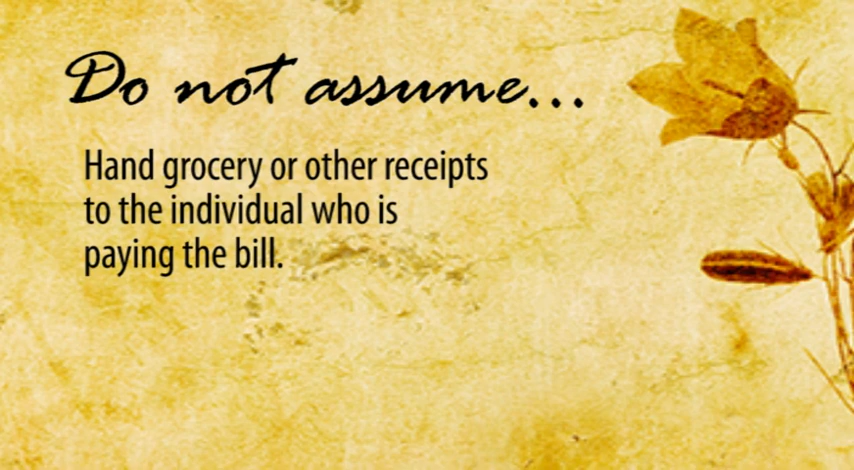 Do not assume...
Hand grocery or other receipts
to the individual who is
paying the bill.